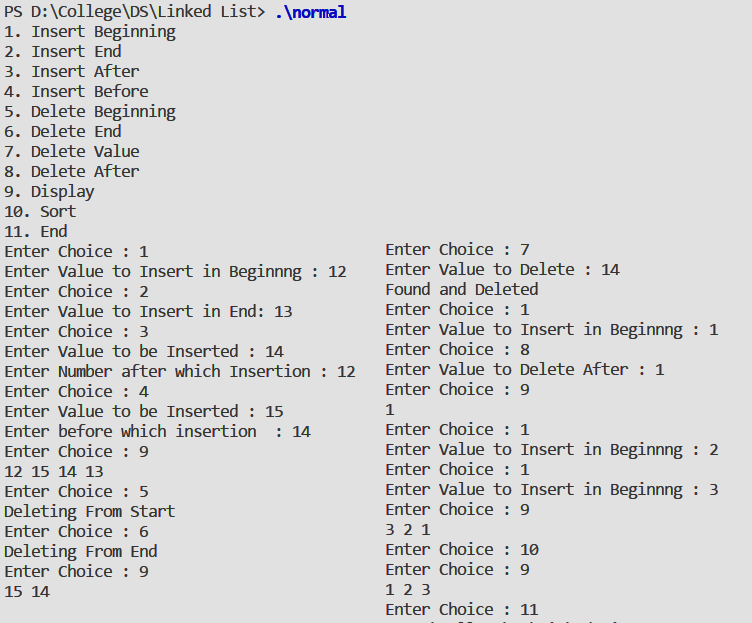 PS D:\College\DS\Linked List> .\normal
1. Insert Beginning
2. Insert End
3. Insert After
4. Insert Before
5. Delete Beginning
6. Delete End
7. Delete Value
8. Delete After
9. Display
10. Sort
11. End
Enter Choice : 1
Enter Value to Insert in Beginnng : 12
Enter Choice : 2
Enter Value to Insert in End: 13
Enter Choice : 3
Enter Value to be Inserted : 14
Enter Number after which Insertion : 12
Enter Choice : 4
Enter Value to be Inserted : 15
Enter before which insertion  : 14
Enter Choice : 9
12 15 14 13
Enter Choice : 5
Deleting From Start
Enter Choice : 6
Deleting From End
Enter Choice : 9
15 14
Enter Choice : 7
Enter Value to Delete : 14
Found and Deleted
Enter Choice : 1
Enter Value to Insert in Beginnng : 1
Enter Choice : 8
Enter Value to Delete After : 1
Enter Choice : 9
1
Enter Choice : 1
Enter Value to Insert in Beginnng : 2
Enter Choice : 1
Enter Value to Insert in Beginnng : 3
Enter Choice : 9
3 2 1
Enter Choice : 10
Enter Choice : 9
1 2 3
Enter Choice : 11